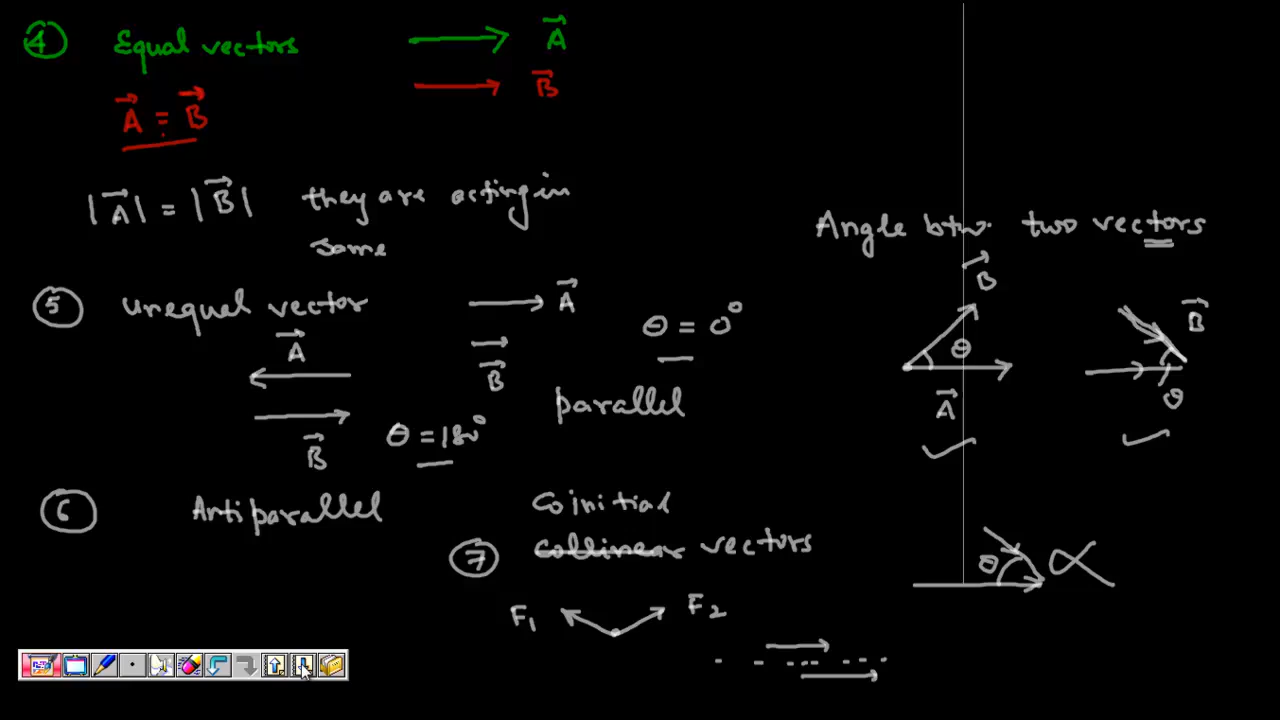 4 Equal vectors A⃗
B⃗
A⃗ = B⃗
|A⃗| = |B⃗| they are acting in
same
Angle btw. two vectors
B⃗
θ
A⃗
B⃗
θ
5 Unequal vector A⃗
θ = 0°
A⃗
B⃗
parallel
B⃗
θ = 180°
6 Antiparallel
Coinitial
7 collinear vectors
F₁ F₂
θ